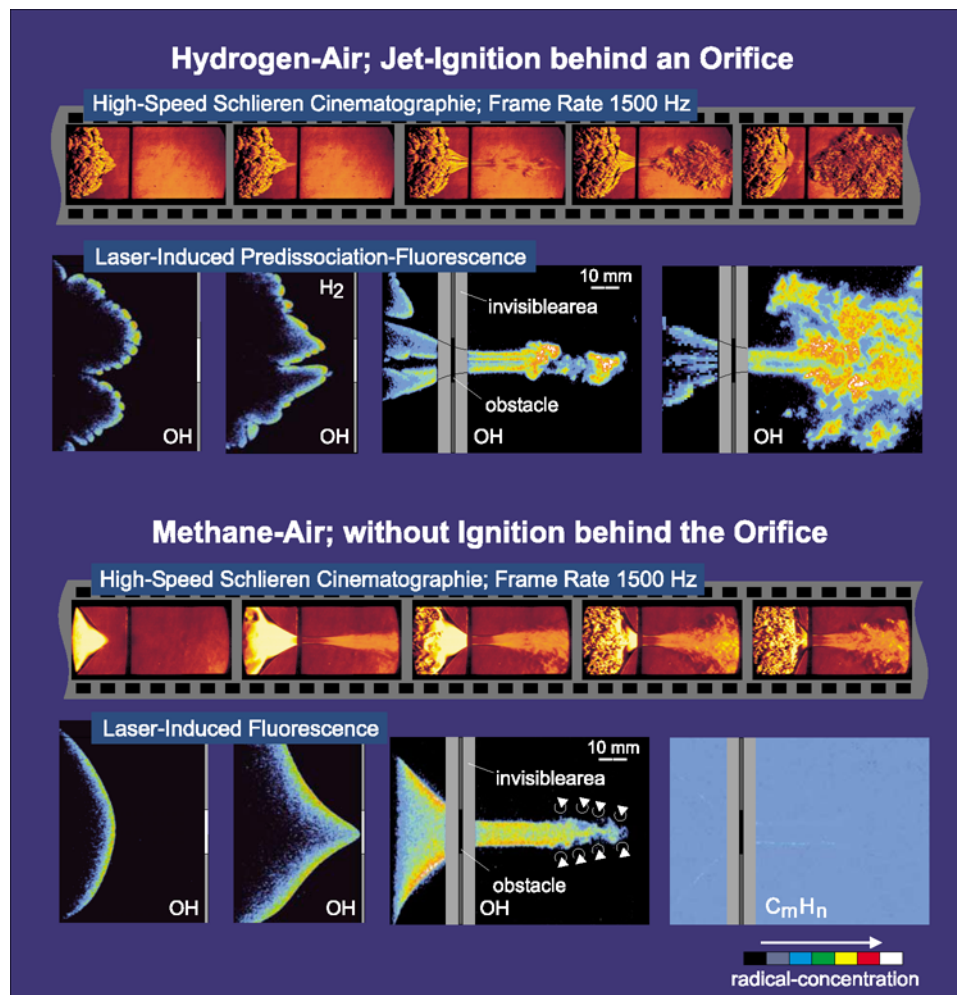 Hydrogen-Air; Jet-Ignition behind an Orifice
High-Speed Schlieren Cinematographie; Frame Rate 1500 Hz
Laser-Induced Predissociation-Fluorescence
OH
H2
OH
10 mm
invisiblearea
obstacle
OH
OH
Methane-Air; without Ignition behind the Orifice
High-Speed Schlieren Cinematographie; Frame Rate 1500 Hz
Laser-Induced Fluorescence
OH
OH
10 mm
invisiblearea
obstacle
OH
CmHn
radical-concentration